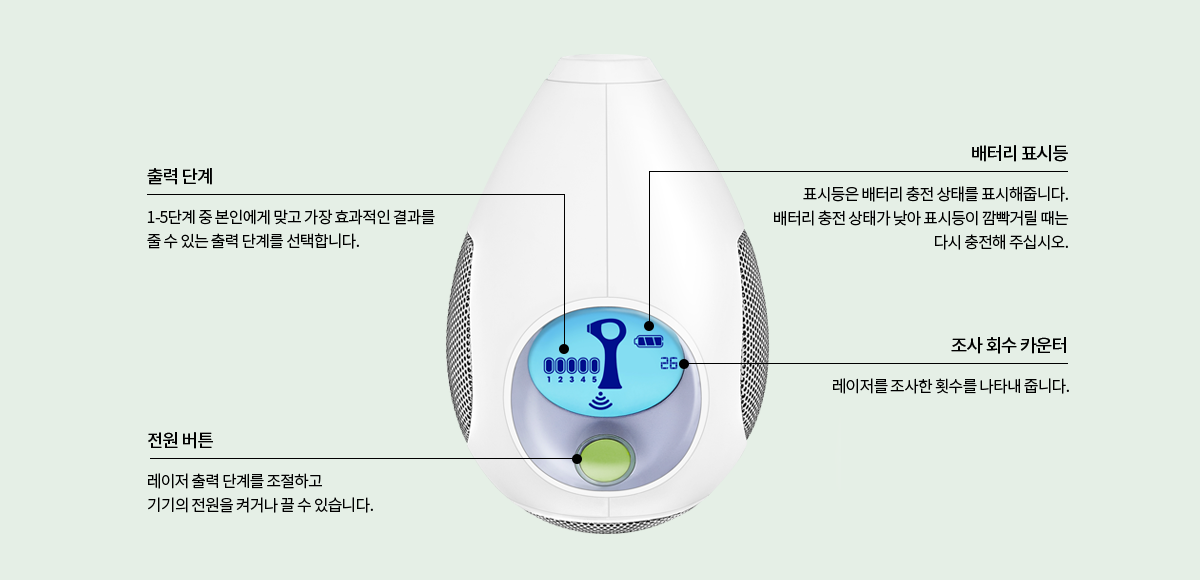 출력 단계
1-5단계 중 본인에게 맞고 가장 효과적인 결과를
줄 수 있는 출력 단계를 선택합니다.
배터리 표시등
표시등은 배터리 충전 상태를 표시해줍니다.
배터리 충전 상태가 낮아 표시등이 깜빡거릴 때는
다시 충전해 주십시오.
26
1 2 3 4 5
조사 회수 카운터
레이저를 조사한 횟수를 나타내 줍니다.
전원 버튼
레이저 출력 단계를 조절하고
기기의 전원을 켜거나 끌 수 있습니다.